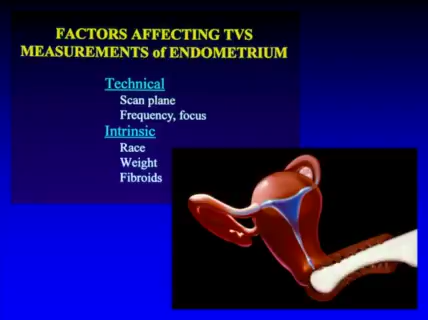 FACTORS AFFECTING TVS
MEASUREMENTS of ENDOMETRIUM
Technical
Scan plane
Frequency, focus
Intrinsic
Race
Weight
Fibroids